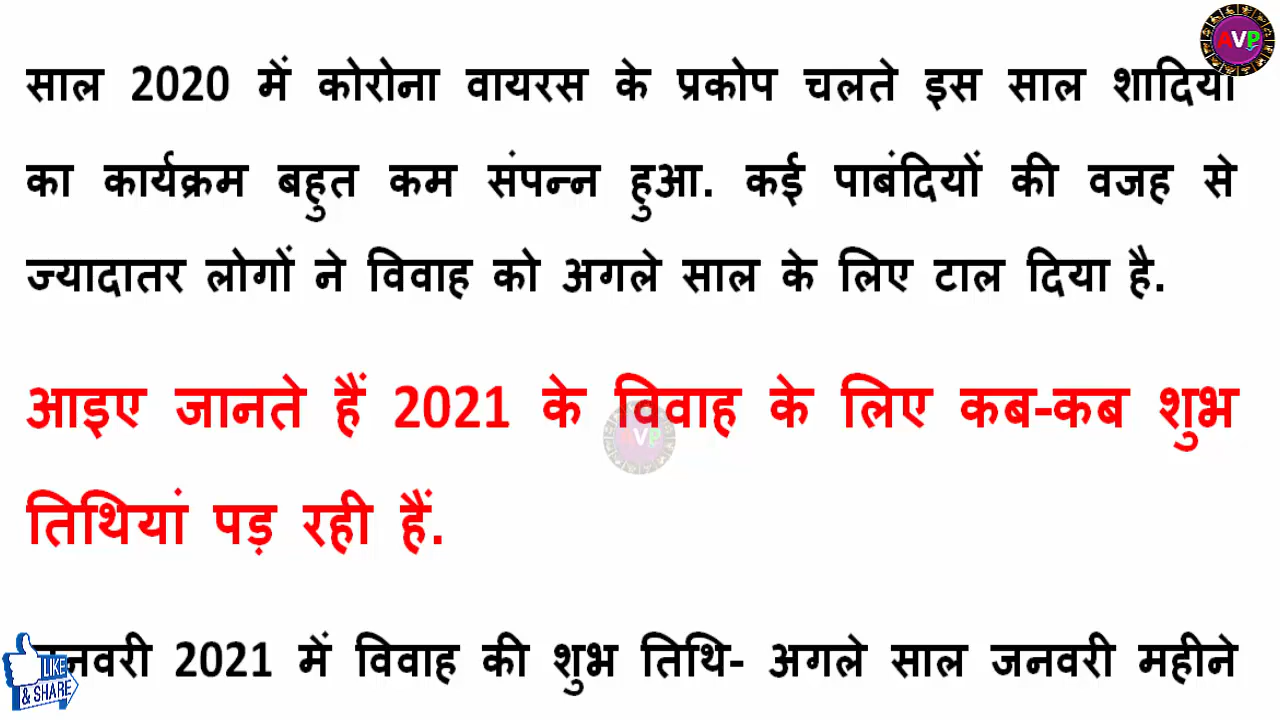 AVP
साल 2020 में कोरोना वायरस के प्रकोप चलते इस साल शादियों
का कार्यक्रम बहुत कम संपन्न हुआ. कई पाबंदियों की वजह से
ज्यादातर लोगों ने विवाह को अगले साल के लिए टाल दिया है.
आइए जानते हैं 2021 के विवाह के लिए कब-कब शुभ
AVP
तिथियां पड़ रही हैं.
जनवरी 2021 में विवाह की शुभ तिथि- अगले साल जनवरी महीने
LIKE
& SHARE